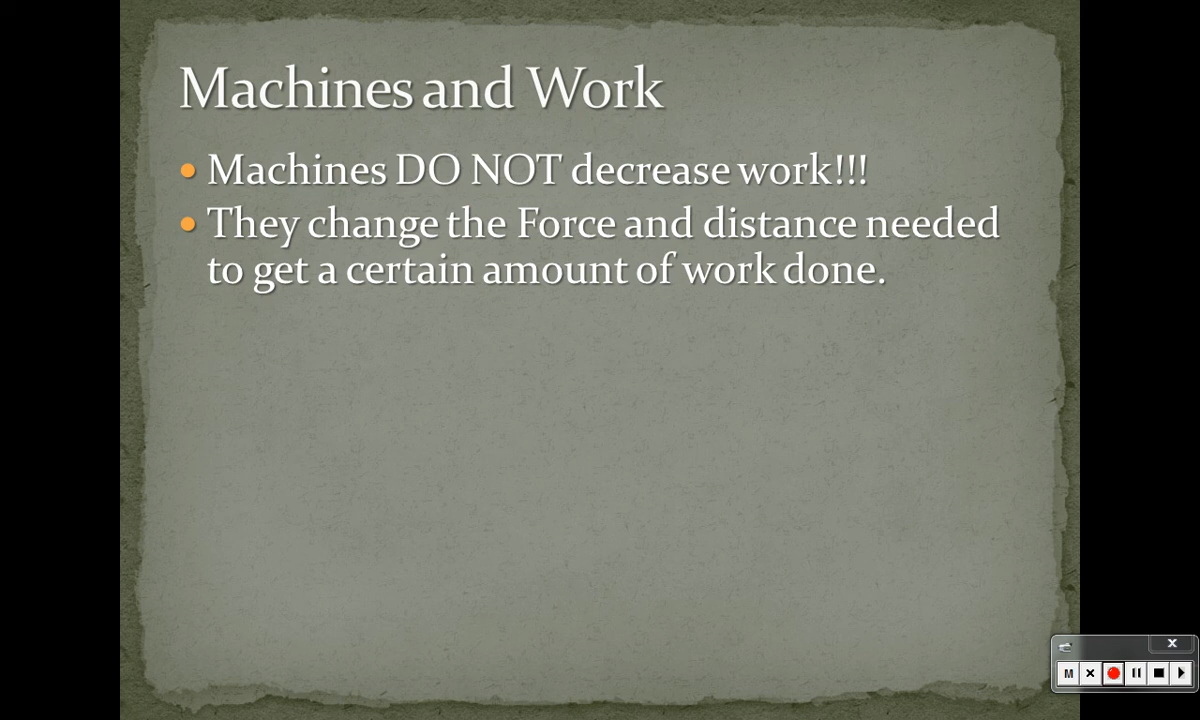 Machines and Work
• Machines DO NOT decrease work!!!
• They change the Force and distance needed
to get a certain amount of work done.
x
M